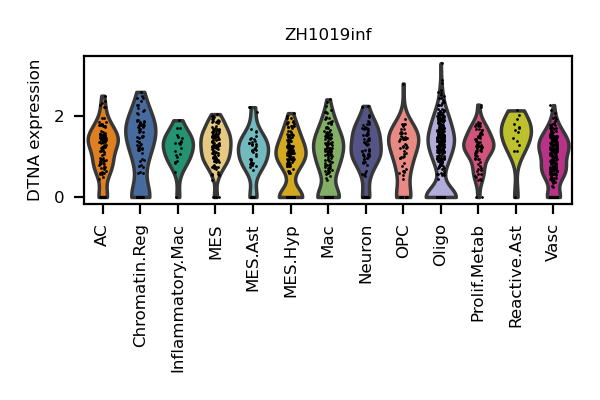 ZH1019inf
DTNA expression
2
0
AC
Chromatin.Reg
Inflammatory.Mac
MES
MES.Ast
MES.Hyp
Mac
Neuron
OPC
Oligo
Prolif.Metab
Reactive.Ast
Vasc